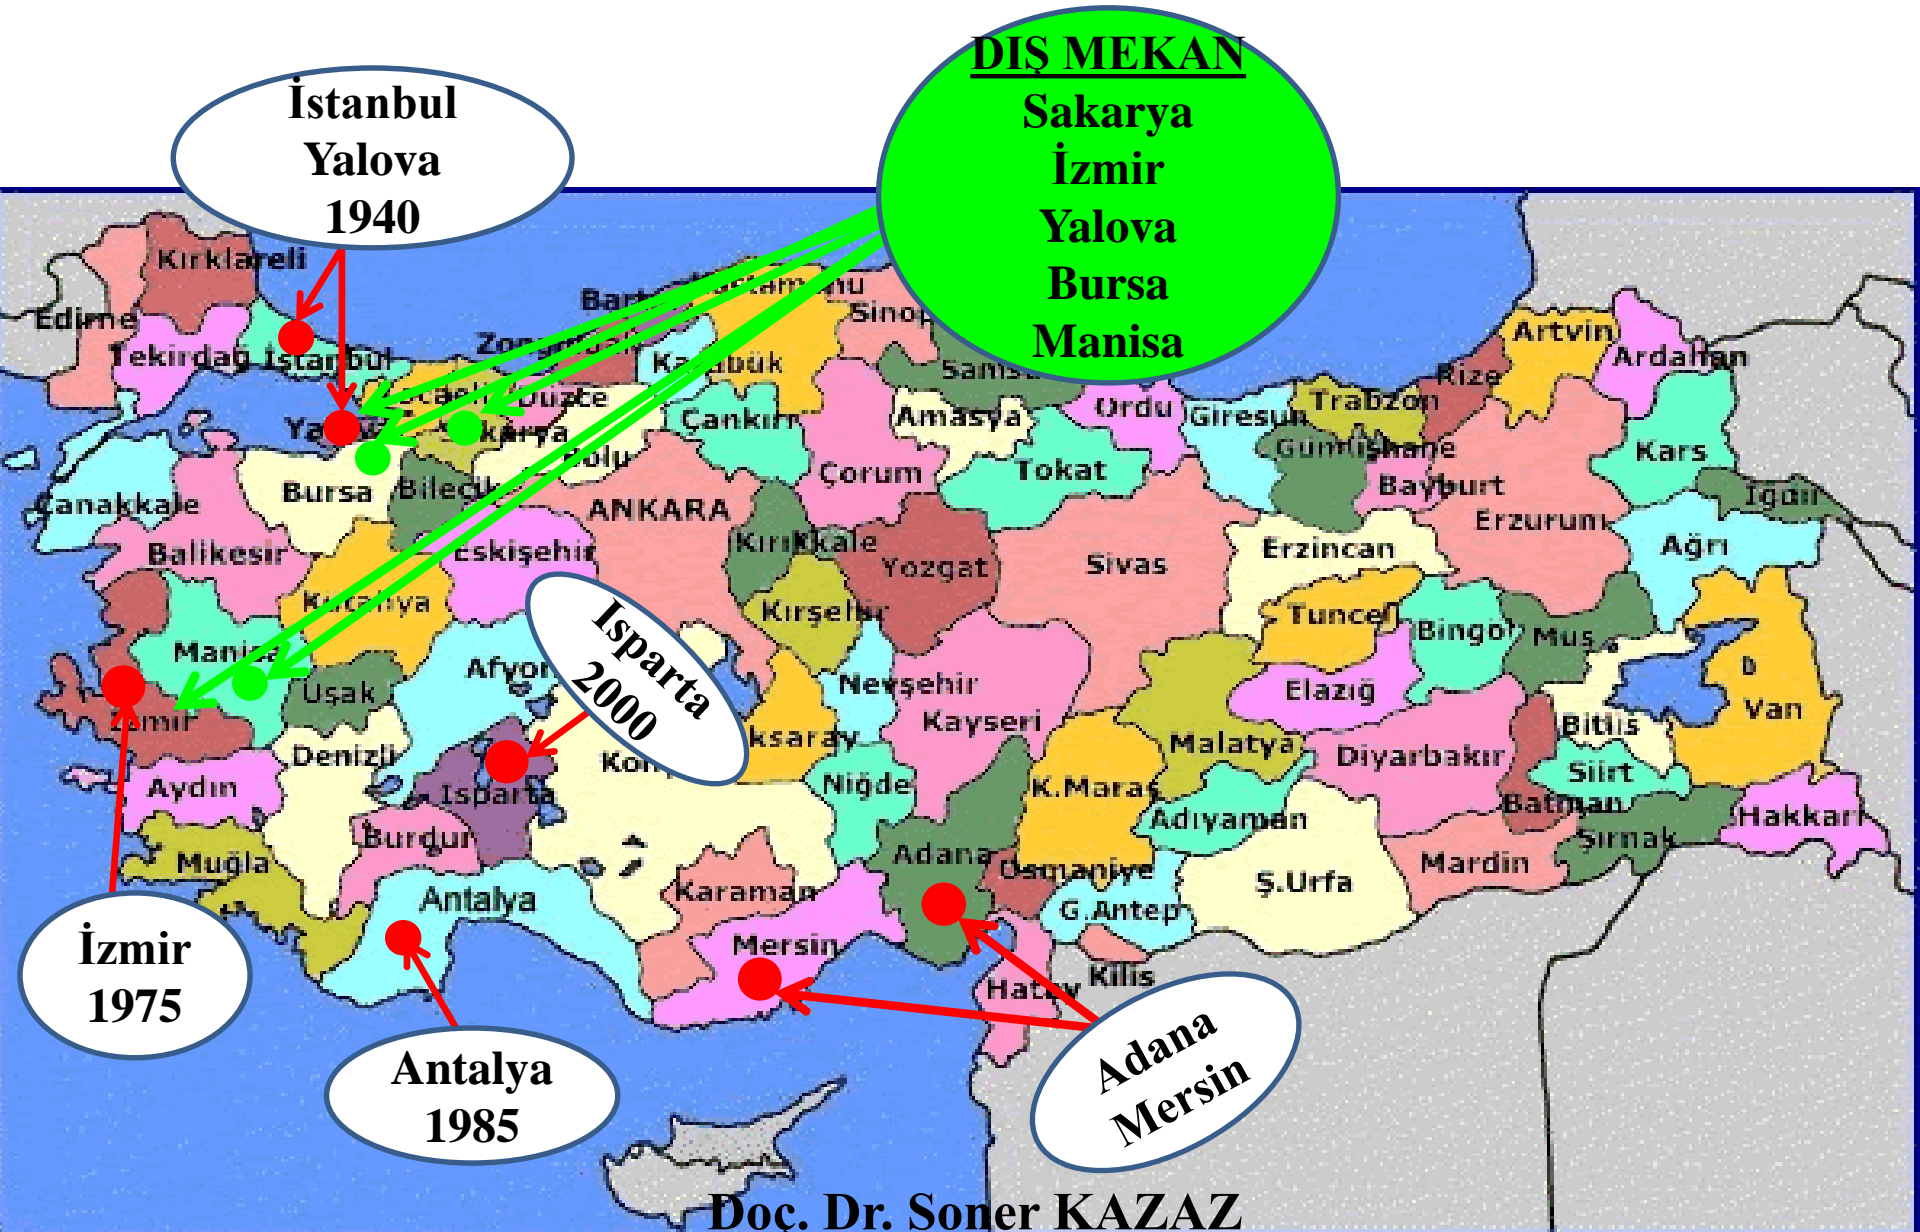 DIŞ MEKAN
Sakarya
İzmir
Yalova
Bursa
Manisa
İstanbul
Yalova
1940
Kırklareli
Edirne
Tekirdağ
İstanbul
Sinop
Çankırı
Amasya
Ordu
Giresun
Trabzon
Rize
Artvin
Ardahan
Kars
Iğdır
Gümüşhane
Bayburt
Erzurum
Ağrı
Tokat
Çorum
Düzce
Bolu
Bursa
Bilecik
Çanakkale
Balikesir
Eskişehir
ANKARA
Kırıkkale
Yozgat
Sivas
Erzincan
Tunceli
Bingöl
Muş
Kütahya
Kırşehir
Manisa
Uşak
Afyon
Isparta
2000
Nevşehir
Kayseri
Elazığ
Malatya
Diyarbakır
Bitlis
Van
Siirt
Batman
Şırnak
Hakkari
İzmir
Aydın
Denizli
Isparta
Burdur
Muğla
Antalya
ksaray
Niğde
K.Maraş
Adıyaman
Adana
Osmaniye
G.Antep
Ş.Urfa
Mardin
Karaman
Mersin
Hatay
Kilis
İzmir
1975
Antalya
1985
Adana
Mersin
Doç. Dr. Soner KAZAZ